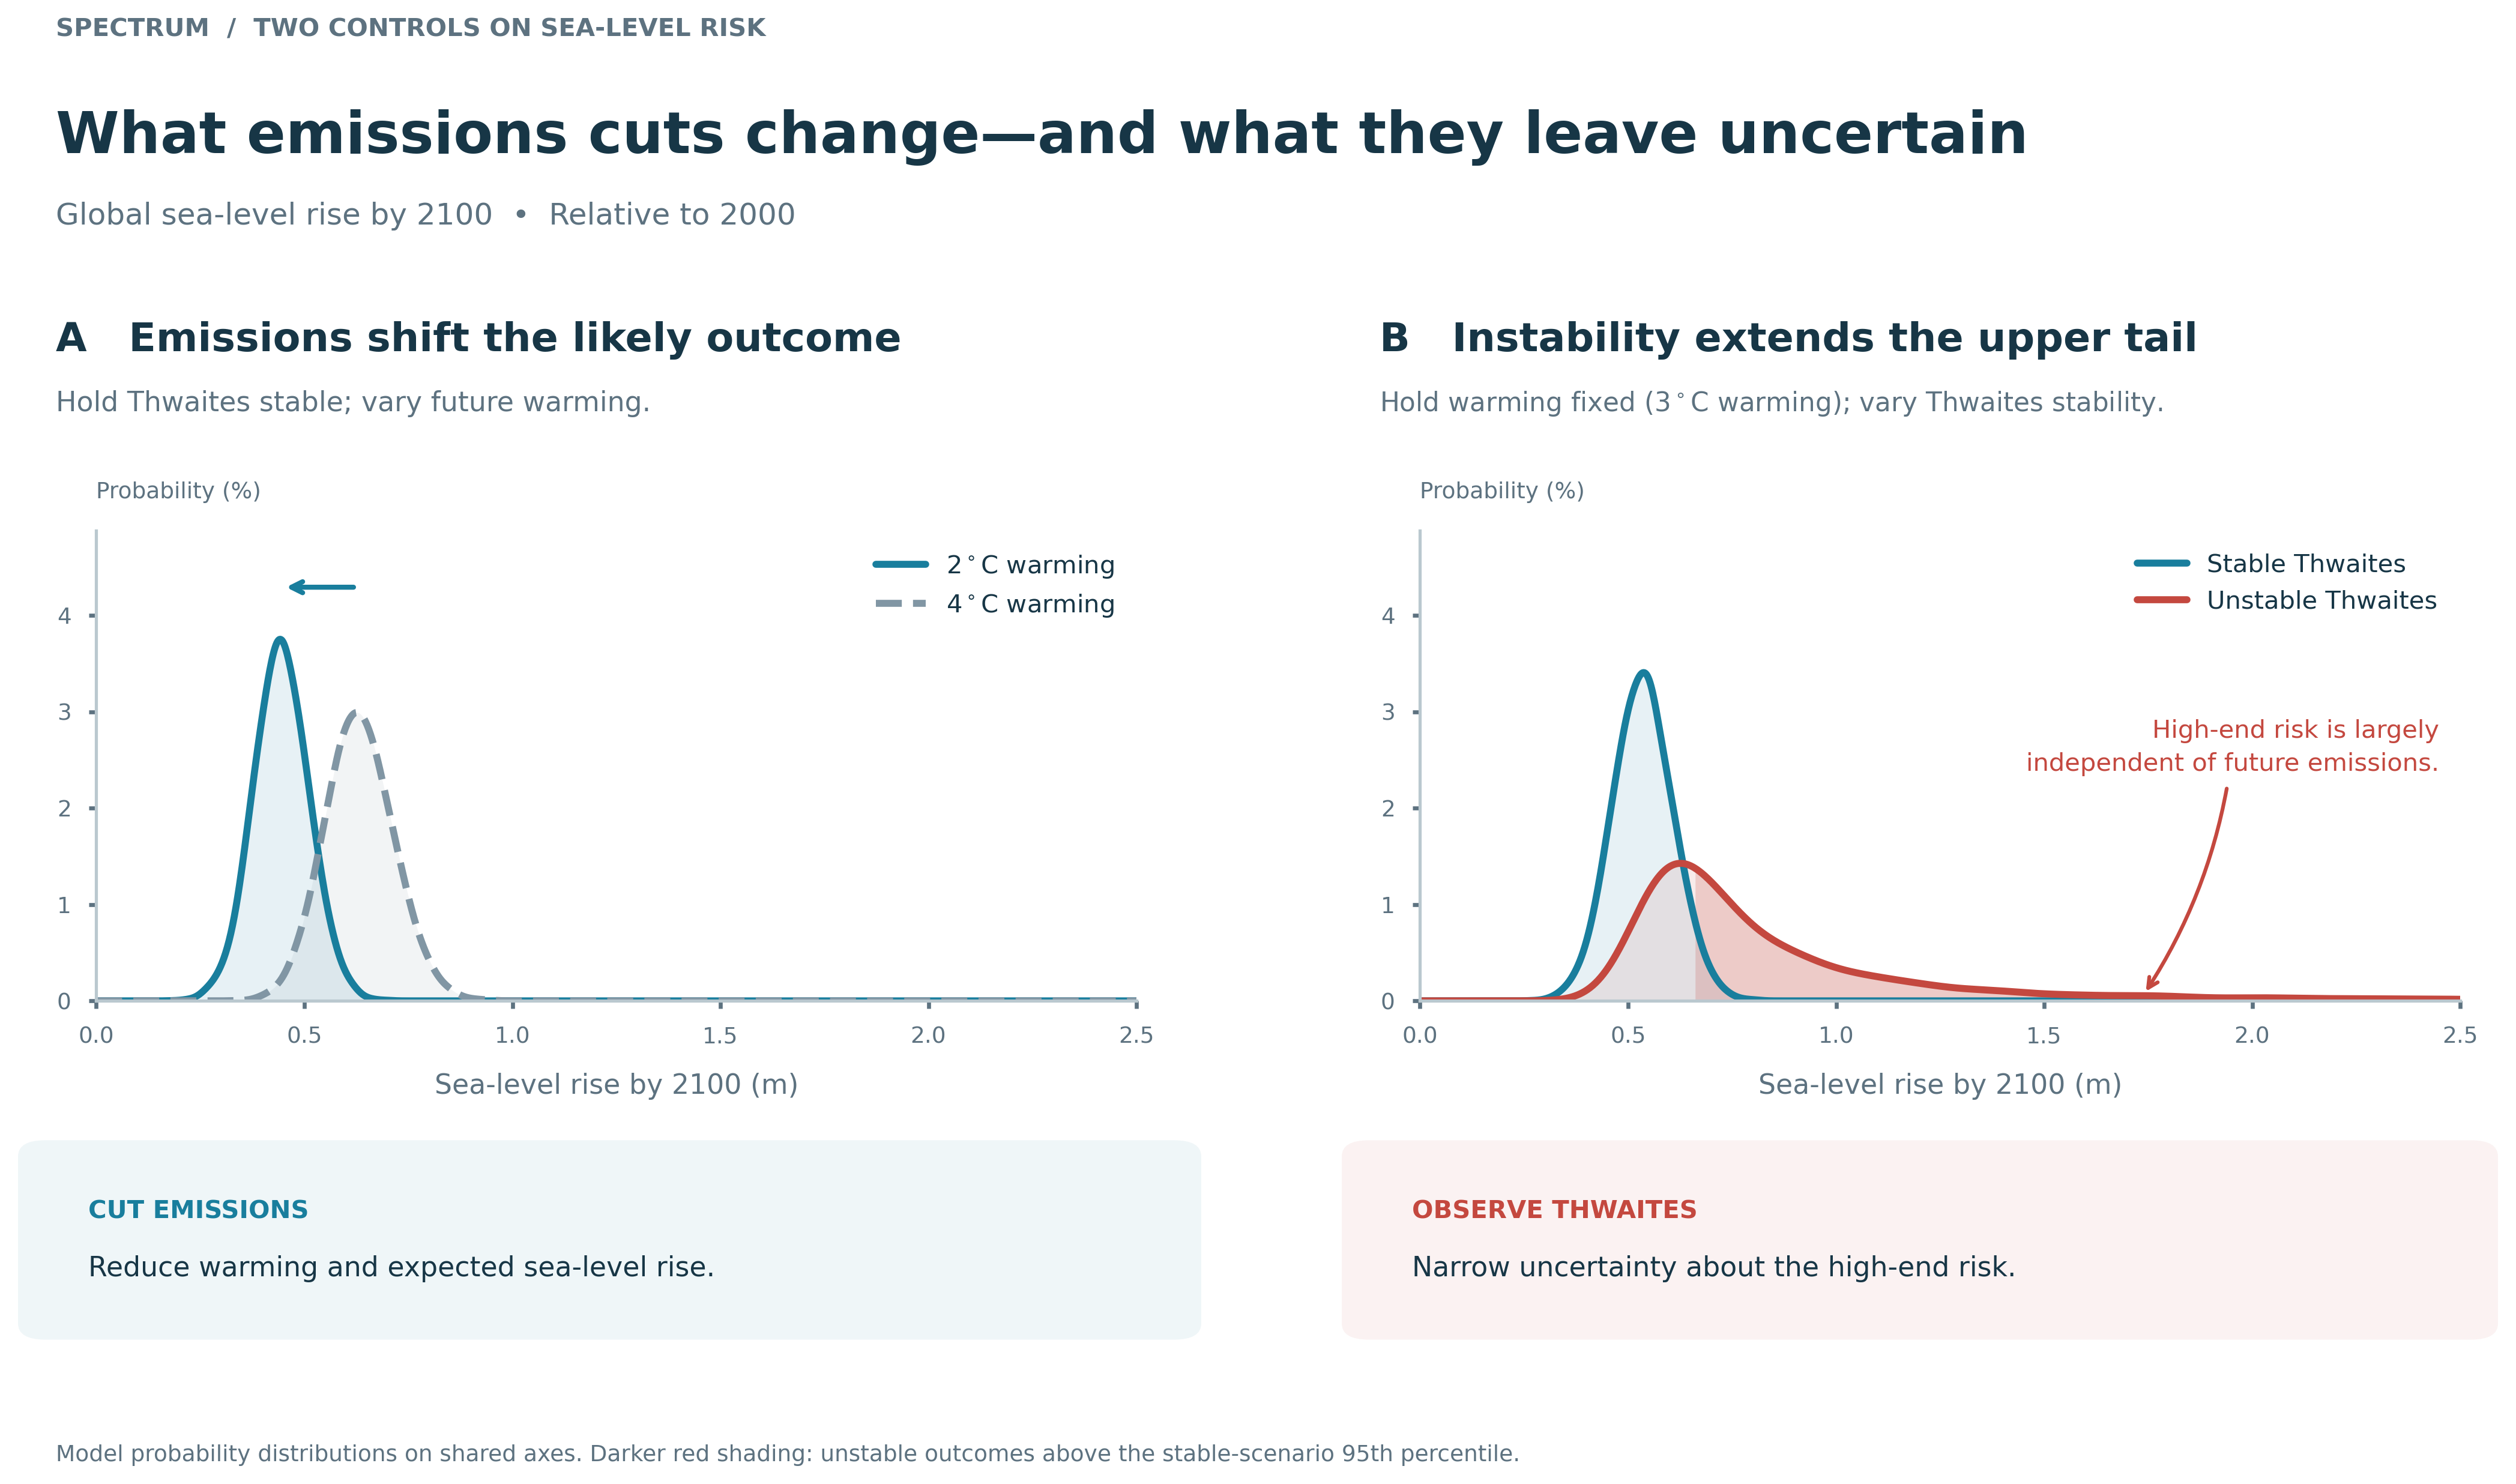 SPECTRUM / TWO CONTROLS ON SEA-LEVEL RISK
What emissions cuts change—and what they leave uncertain
Global sea-level rise by 2100 • Relative to 2000
A Emissions shift the likely outcome
Hold Thwaites stable; vary future warming.
Probability (%)
2°C warming
4°C warming
4
3
2
1
0
0.0 0.5 1.0 1.5 2.0 2.5
Sea-level rise by 2100 (m)
CUT EMISSIONS
Reduce warming and expected sea-level rise.
B Instability extends the upper tail
Hold warming fixed (3°C warming); vary Thwaites stability.
Probability (%)
Stable Thwaites
Unstable Thwaites
High-end risk is largely
independent of future emissions.
4
3
2
1
0
0.0 0.5 1.0 1.5 2.0 2.5
Sea-level rise by 2100 (m)
OBSERVE THWAITES
Narrow uncertainty about the high-end risk.
Model probability distributions on shared axes. Darker red shading: unstable outcomes above the stable-scenario 95th percentile.